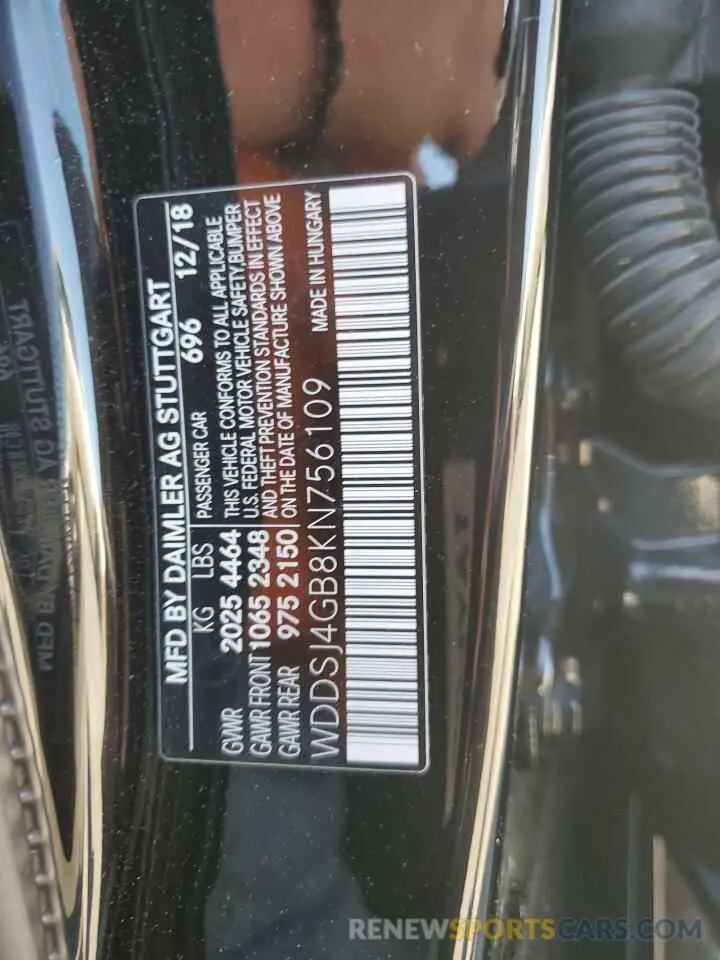 MFD BY DAIMLER AG STUTTGART
KG LBS PASSENGER CAR 696 12/18
GVWR 2025 4464 THIS VEHICLE CONFORMS TO ALL APPLICABLE
U.S. FEDERAL MOTOR VEHICLE SAFETY,BUMPER
GAWR FRONT 1065 2348 AND THEFT PREVENTION STANDARDS IN EFFECT
GAWR REAR 975 2150 ON THE DATE OF MANUFACTURE SHOWN ABOVE
WDDSJ4GB8KN756109 MADE IN HUNGARY
RENEWSPORTSCARS.COM